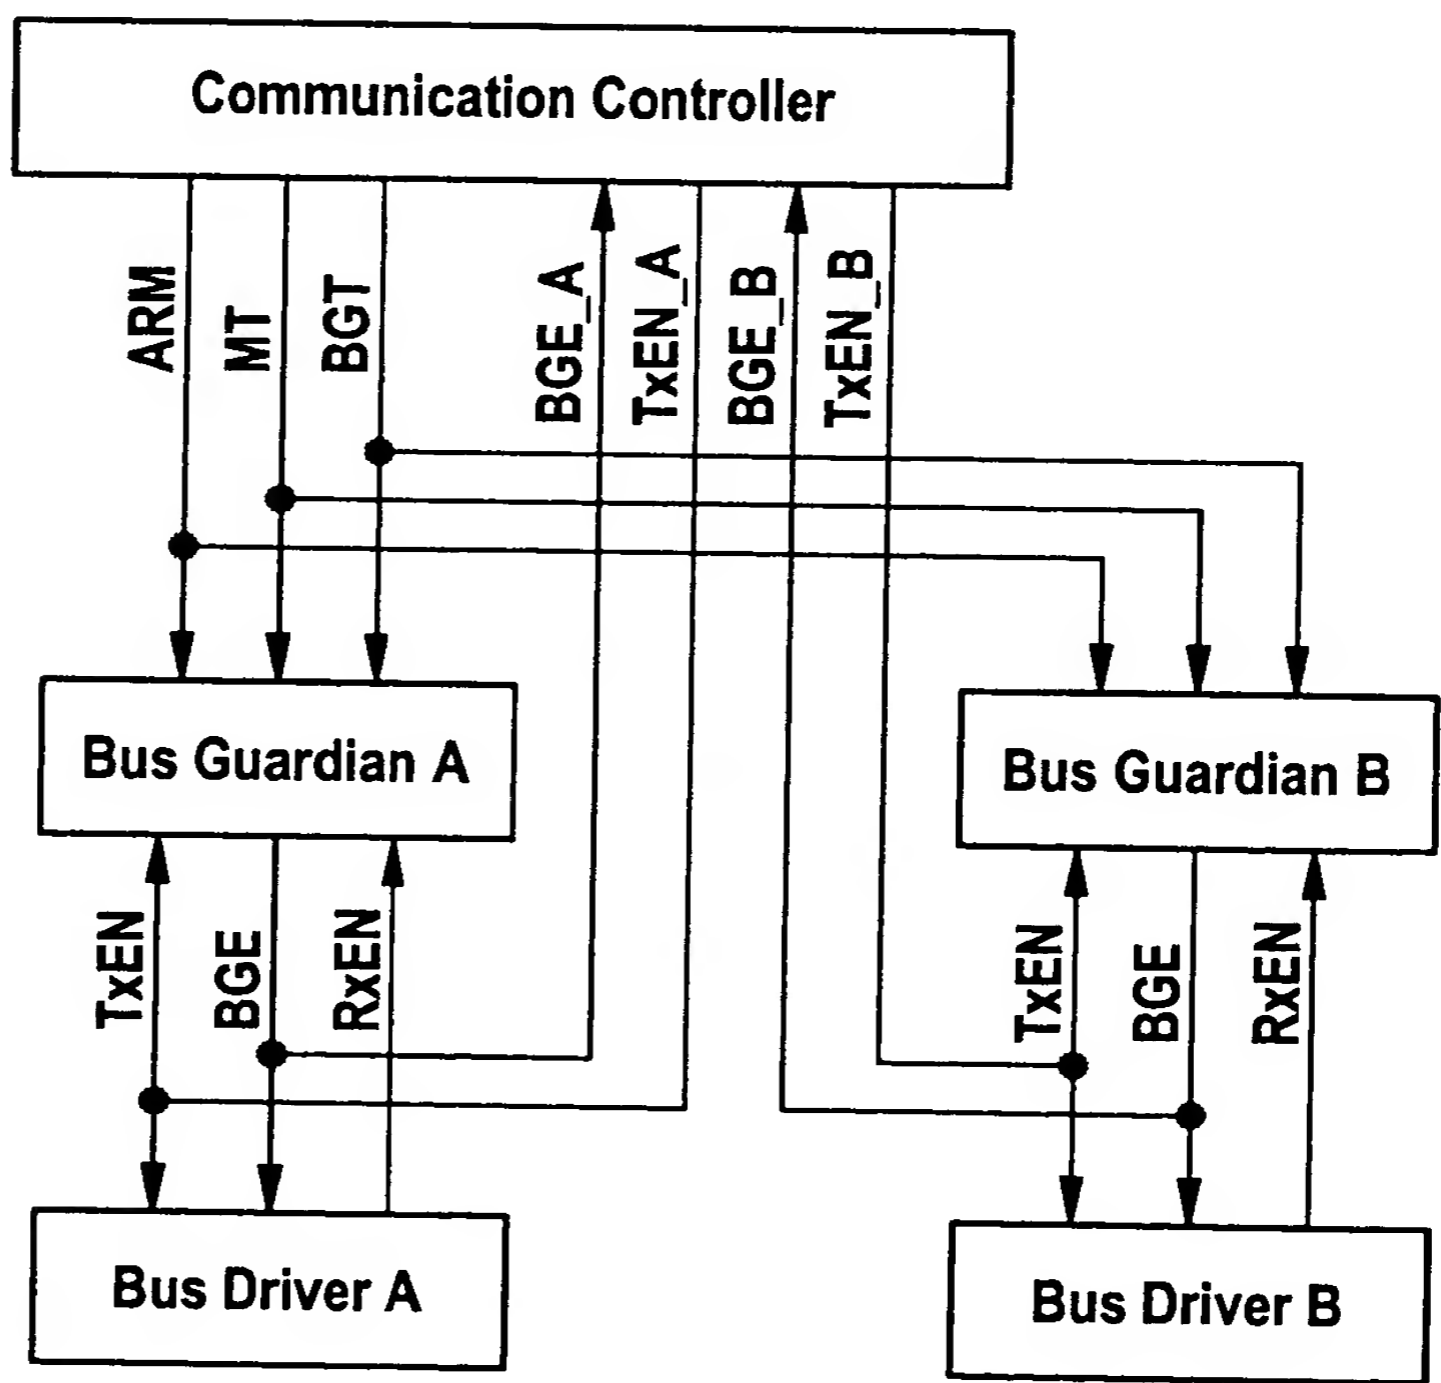 Communication Controller
ARM
MT
BGT
BGE_A
TxEN_A
BGE_B
TxEN_B
Bus Guardian A
Bus Guardian B
TxEN
BGE
RxEN
TxEN
BGE
RxEN
Bus Driver A
Bus Driver B